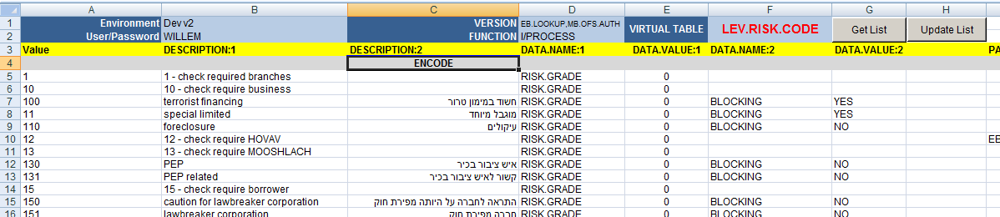 A B C D E F G H
1 Environment Dev v2 VERSION EB.LOOKUP,MB.OFS.AUTH VIRTUAL TABLE LEV.RISK.CODE Get List Update List
2 User/Password WILLEM FUNCTION I/PROCESS
3 Value DESCRIPTION:1 DESCRIPTION:2 DATA.NAME:1 DATA.VALUE:1 DATA.NAME:2 DATA.VALUE:2 PA
4 ENCODE
5 1 1 - check required branches RISK.GRADE 0
6 10 10 - check require business RISK.GRADE 0
7 100 terrorist financing חשוד במימון טרור RISK.GRADE 0 BLOCKING YES
8 11 special limited מוגבל מיוחד RISK.GRADE 0 BLOCKING YES
9 110 foreclosure עיקולים RISK.GRADE 0 BLOCKING NO
10 12 12 - check require HOVAV RISK.GRADE 0 EB
11 13 13 - check require MOOSHLACH RISK.GRADE 0
12 130 PEP איש ציבור בכיר RISK.GRADE 0 BLOCKING NO
13 131 PEP related קשור לאיש ציבור בכיר RISK.GRADE 0 BLOCKING NO
14 15 15 - check require borrower RISK.GRADE 0
15 150 caution for lawbreaker corporation התראה לחברה על היותה מפירת חוק RISK.GRADE 0 BLOCKING NO
16 151 lawbreaker corporation חברה מפירת חוק RISK.GRADE 0 BLOCKING NO